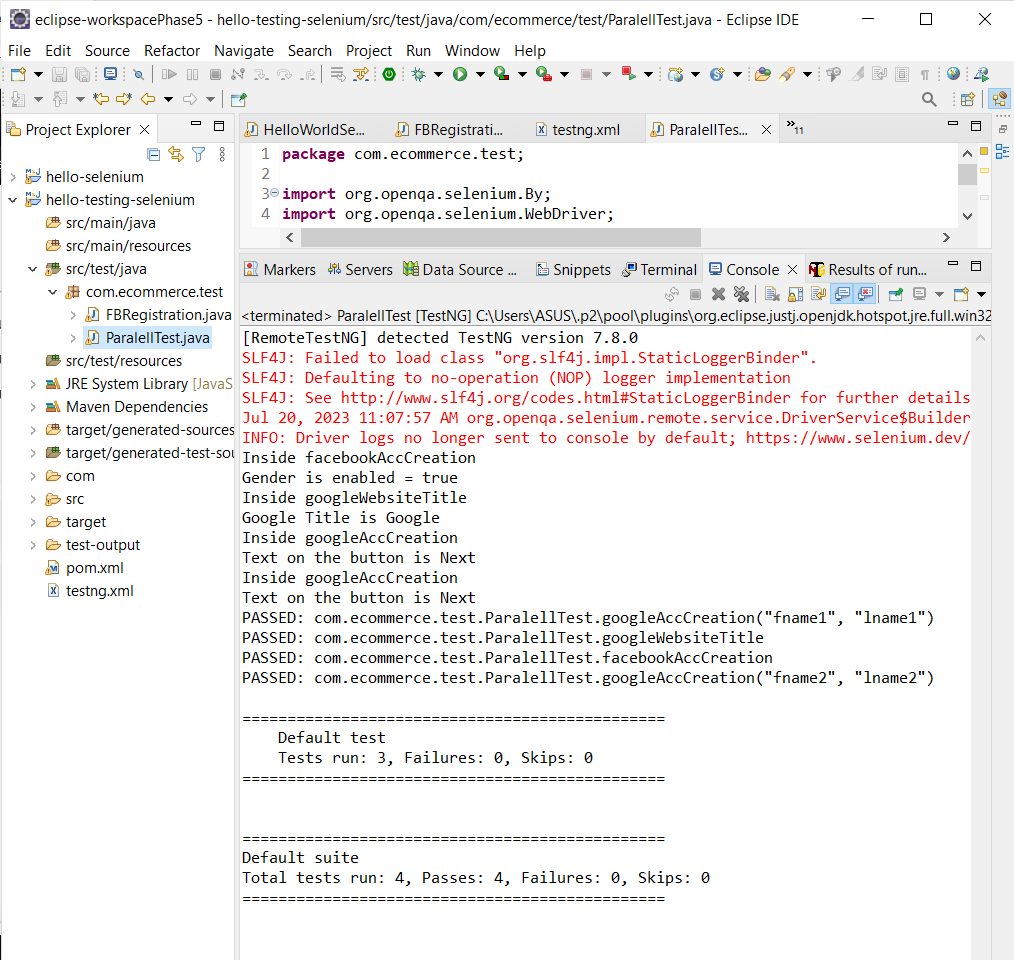 eclipse-workspacePhase5 - hello-testing-selenium/src/test/java/com/ecommerce/test/ParalellTest.java - Eclipse IDE
File Edit Source Refactor Navigate Search Project Run Window Help
Project Explorer
hello-selenium
hello-testing-selenium
src/main/java
src/main/resources
src/test/java
com.ecommerce.test
FBRegistration.java
ParalellTest.java
src/test/resources
JRE System Library [JavaS
Maven Dependencies
target/generated-sources
target/generated-test-sou
com
src
target
test-output
pom.xml
testng.xml
HelloWorldSe... FBRegistrati... testng.xml ParalellTes... »11
1 package com.ecommerce.test;
2
3 import org.openqa.selenium.By;
4 import org.openqa.selenium.WebDriver;
Markers Servers Data Source ... Snippets Terminal Console Results of run...
<terminated> ParalellTest [TestNG] C:\Users\ASUS\.p2\pool\plugins\org.eclipse.justj.openjdk.hotspot.jre.full.win32
[RemoteTestNG] detected TestNG version 7.8.0
SLF4J: Failed to load class "org.slf4j.impl.StaticLoggerBinder".
SLF4J: Defaulting to no-operation (NOP) logger implementation
SLF4J: See http://www.slf4j.org/codes.html#StaticLoggerBinder for further details
Jul 20, 2023 11:07:57 AM org.openqa.selenium.remote.service.DriverService$Builder
INFO: Driver logs no longer sent to console by default; https://www.selenium.dev/
Inside facebookAccCreation
Gender is enabled = true
Inside googleWebsiteTitle
Google Title is Google
Inside googleAccCreation
Text on the button is Next
Inside googleAccCreation
Text on the button is Next
PASSED: com.ecommerce.test.ParalellTest.googleAccCreation("fname1", "lname1")
PASSED: com.ecommerce.test.ParalellTest.googleWebsiteTitle
PASSED: com.ecommerce.test.ParalellTest.facebookAccCreation
PASSED: com.ecommerce.test.ParalellTest.googleAccCreation("fname2", "lname2")
===============================================
Default test
Tests run: 3, Failures: 0, Skips: 0
===============================================
===============================================
Default suite
Total tests run: 4, Passes: 4, Failures: 0, Skips: 0
===============================================